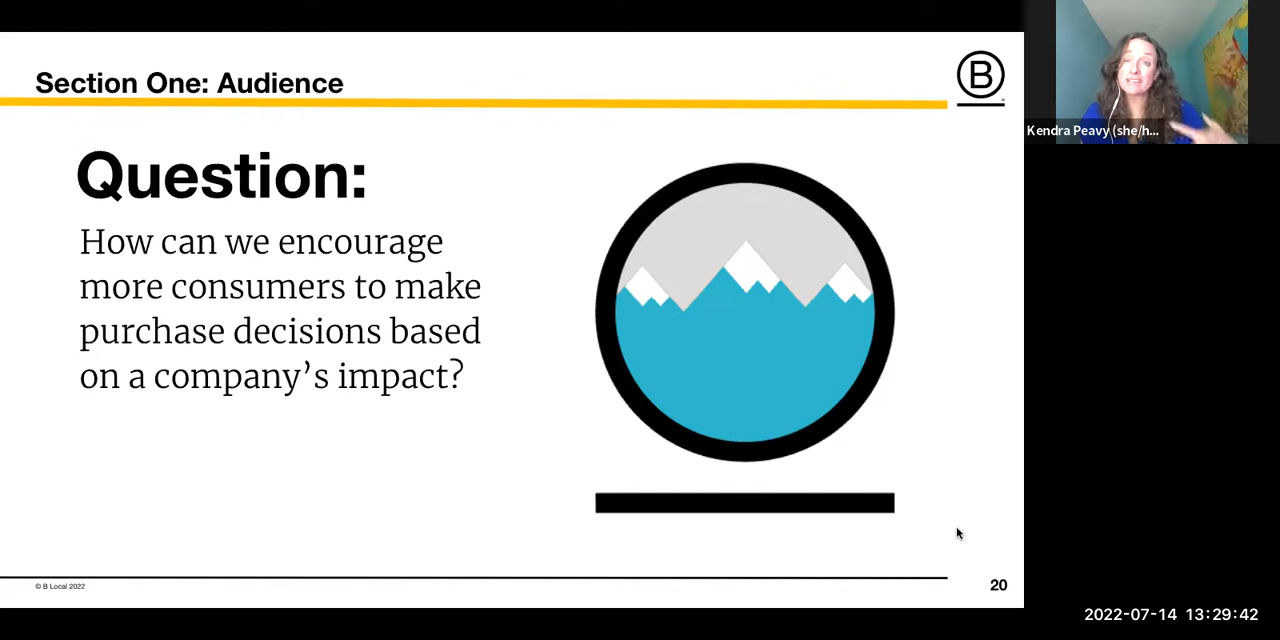 Section One: Audience
B
Question:
How can we encourage
more consumers to make
purchase decisions based
on a company’s impact?
© B Local 2022
20
Kendra Peavy (she/h...
2022-07-14 13:29:42